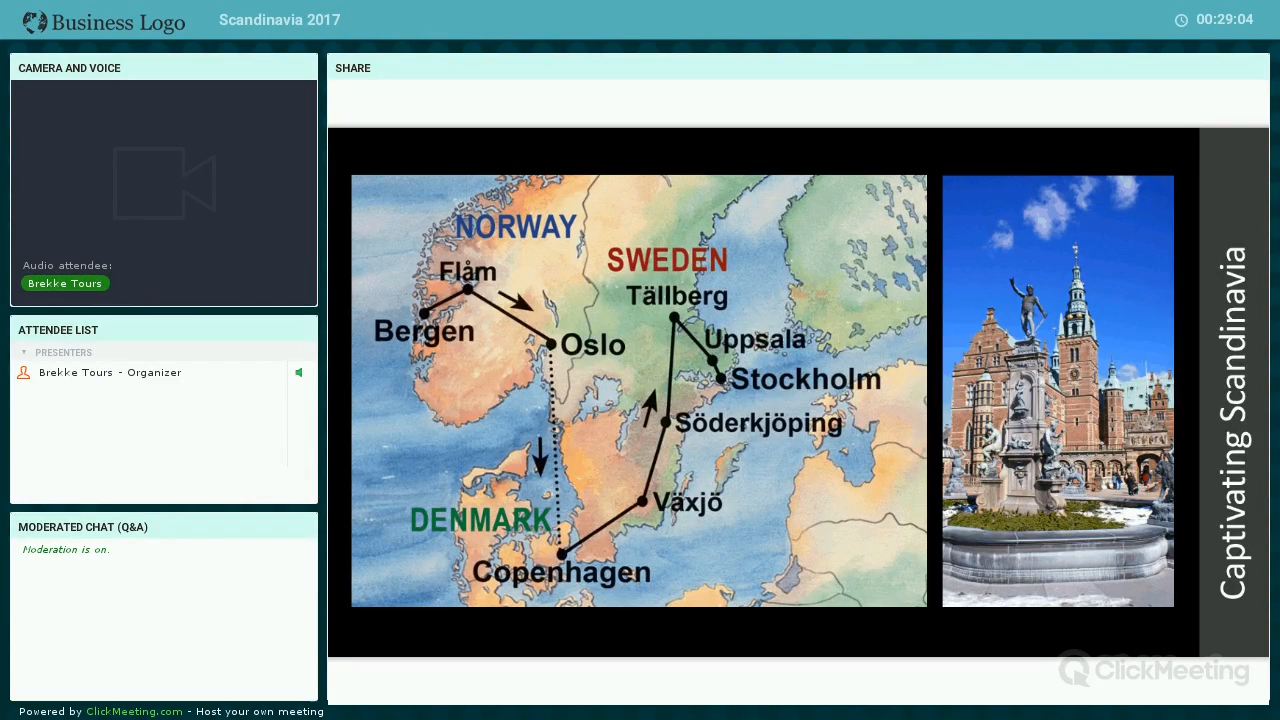 Business Logo
Scandinavia 2017
00:29:04
CAMERA AND VOICE
Audio attendee:
Brekke Tours
ATTENDEE LIST
PRESENTERS
Brekke Tours - Organizer
MODERATED CHAT (Q&A)
Moderation is on.
Powered by ClickMeeting.com - Host your own meeting
SHARE
NORWAY
SWEDEN
Flåm
Tällberg
Bergen
Uppsala
Oslo
Stockholm
Söderkjöping
Växjö
DENMARK
Copenhagen
Captivating Scandinavia
ClickMeeting